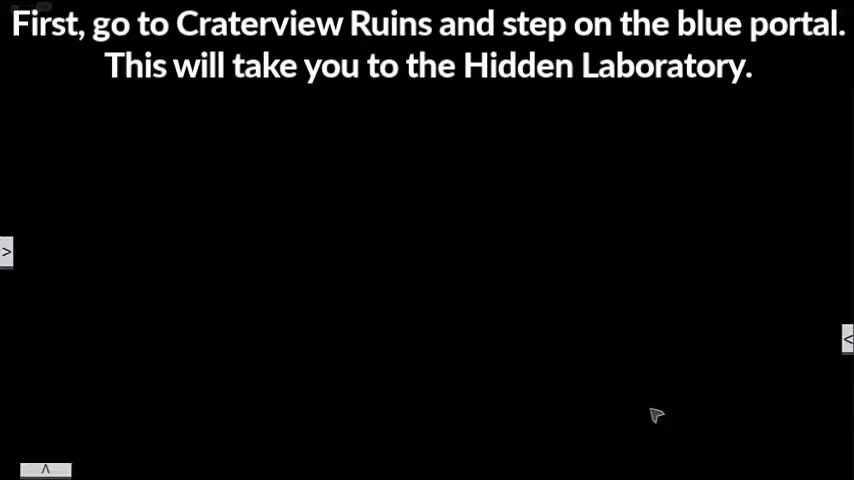 First, go to Craterview Ruins and step on the blue portal.
This will take you to the Hidden Laboratory.
>
<
^